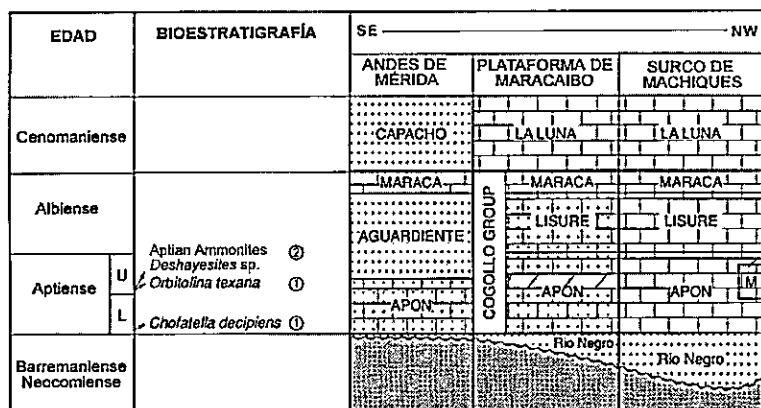 EDAD
BIOESTRATIGRAFÍA
SE
NW
ANDES DE
MÉRIDA
PLATAFORMA DE
MARACAIBO
SURCO DE
MACHIQUES
Cenomaniense
CAPACHO
LA LUNA
LA LUNA
Albiense
MARACA
MARACA
MARACA
AGUARDIENTE
COGOLLO GROUP
LISURE
LISURE
Aptiense
U
L
Aptian Ammonites ②
Deshayesites sp.
Orbitolina texana ①
Chofatella decipiens ①
APON
APON
APON
M
Barremaniense
Neocomiense
Rio Negro
Rio Negro